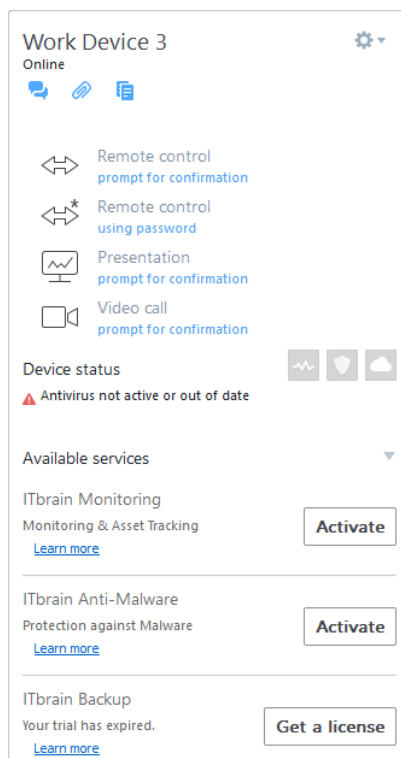 Work Device 3
Online
Remote control
prompt for confirmation
Remote control
using password
Presentation
prompt for confirmation
Video call
prompt for confirmation
Device status
Antivirus not active or out of date
Available services
ITbrain Monitoring
Monitoring & Asset Tracking
Activate
Learn more
ITbrain Anti-Malware
Protection against Malware
Activate
Learn more
ITbrain Backup
Your trial has expired.
Get a license
Learn more